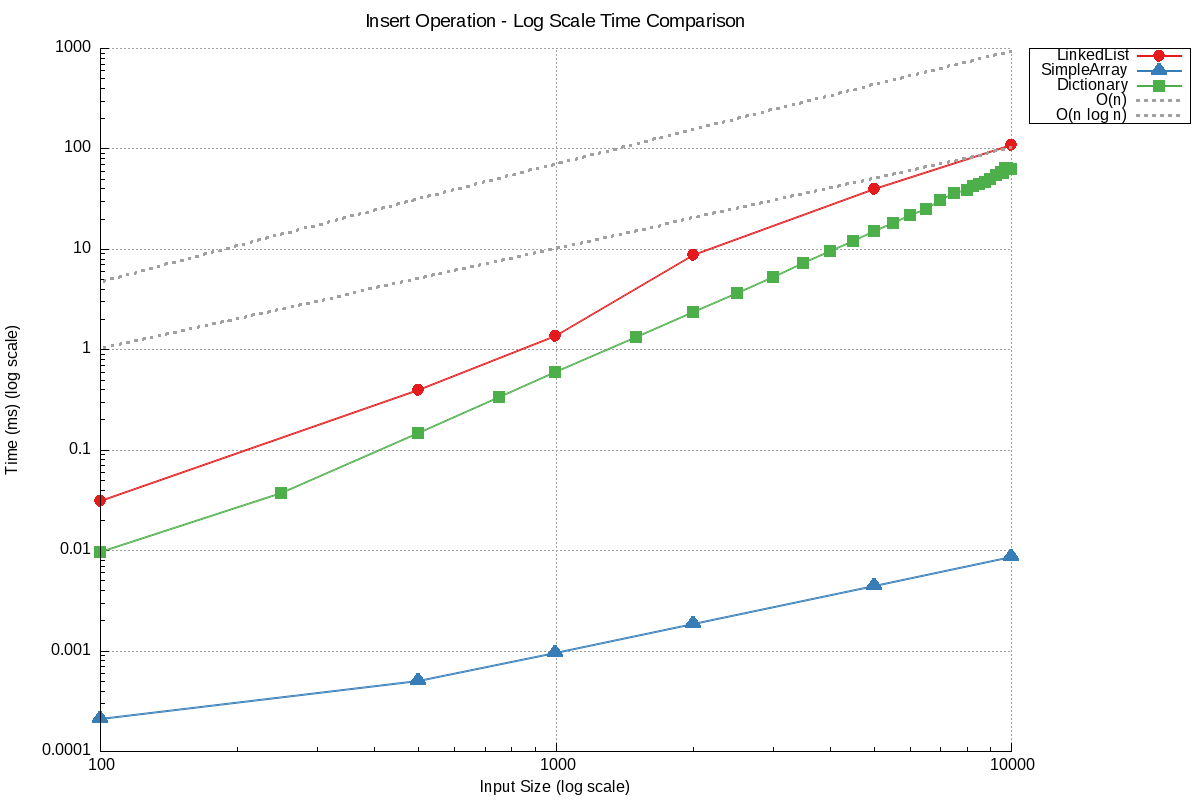 Insert Operation - Log Scale Time Comparison
LinkedList
SimpleArray
Dictionary
O(n)
O(n log n)
1000
100
10
1
0.1
0.01
0.001
0.0001
Time (ms) (log scale)
100 1000 10000
Input Size (log scale)